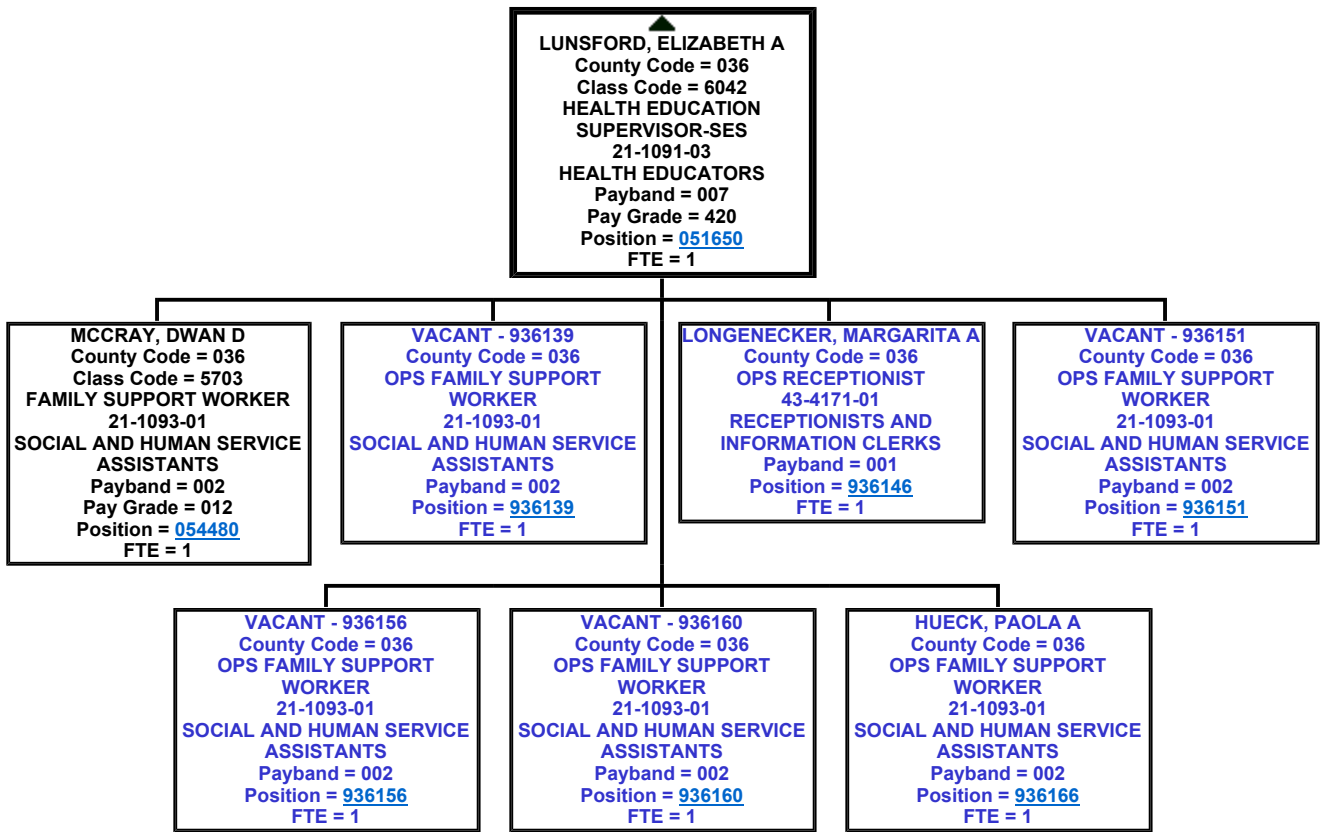 LUNSFORD, ELIZABETH A
County Code = 036
Class Code = 6042
HEALTH EDUCATION
SUPERVISOR-SES
21-1091-03
HEALTH EDUCATORS
Payband = 007
Pay Grade = 420
Position = 051650
FTE = 1
MCCRAY, DWAN D
County Code = 036
Class Code = 5703
FAMILY SUPPORT WORKER
21-1093-01
SOCIAL AND HUMAN SERVICE
ASSISTANTS
Payband = 002
Pay Grade = 012
Position = 054480
FTE = 1
VACANT - 936139
County Code = 036
OPS FAMILY SUPPORT
WORKER
21-1093-01
SOCIAL AND HUMAN SERVICE
ASSISTANTS
Payband = 002
Position = 936139
FTE = 1
LONGENECKER, MARGARITA A
County Code = 036
OPS RECEPTIONIST
43-4171-01
RECEPTIONISTS AND
INFORMATION CLERKS
Payband = 001
Position = 936146
FTE = 1
VACANT - 936151
County Code = 036
OPS FAMILY SUPPORT
WORKER
21-1093-01
SOCIAL AND HUMAN SERVICE
ASSISTANTS
Payband = 002
Position = 936151
FTE = 1
VACANT - 936156
County Code = 036
OPS FAMILY SUPPORT
WORKER
21-1093-01
SOCIAL AND HUMAN SERVICE
ASSISTANTS
Payband = 002
Position = 936156
FTE = 1
VACANT - 936160
County Code = 036
OPS FAMILY SUPPORT
WORKER
21-1093-01
SOCIAL AND HUMAN SERVICE
ASSISTANTS
Payband = 002
Position = 936160
FTE = 1
HUECK, PAOLA A
County Code = 036
OPS FAMILY SUPPORT
WORKER
21-1093-01
SOCIAL AND HUMAN SERVICE
ASSISTANTS
Payband = 002
Position = 936166
FTE = 1